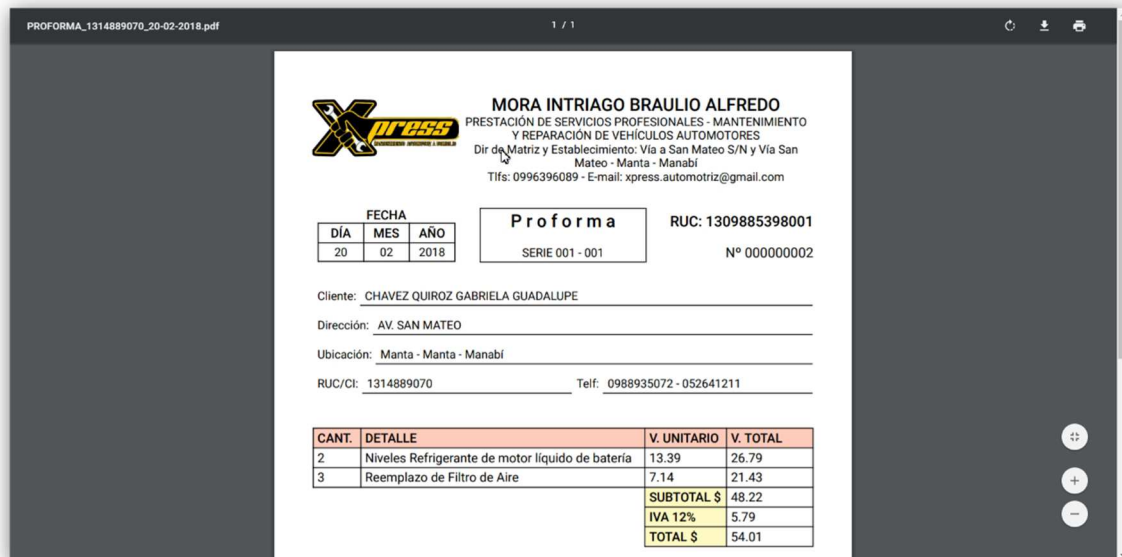 PROFORMA_1314889070_20-02-2018.pdf
1 / 1
Xpress
MORA INTRIAGO BRAULIO ALFREDO
PRESTACIÓN DE SERVICIOS PROFESIONALES - MANTENIMIENTO
Y REPARACIÓN DE VEHÍCULOS AUTOMOTORES
Dir de Matriz y Establecimiento: Vía a San Mateo S/N y Vía San
Mateo - Manta - Manabí
Tlfs: 0996396089 - E-mail: xpress.automotriz@gmail.com
FECHA
DÍA MES AÑO
20 02 2018
Proforma
SERIE 001 - 001
RUC: 1309885398001
Nº 000000002
Cliente: CHAVEZ QUIROZ GABRIELA GUADALUPE
Dirección: AV. SAN MATEO
Ubicación: Manta - Manta - Manabí
RUC/CI: 1314889070 Telf: 0988935072 - 052641211
CANT. DETALLE V. UNITARIO V. TOTAL
2 Niveles Refrigerante de motor líquido de batería 13.39 26.79
3 Reemplazo de Filtro de Aire 7.14 21.43
SUBTOTAL $ 48.22
IVA 12% 5.79
TOTAL $ 54.01